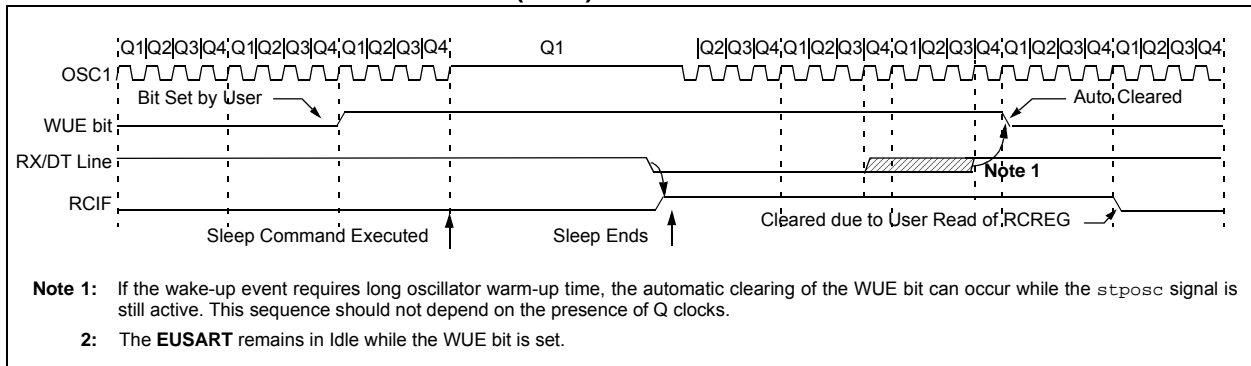 Q1|Q2|Q3|Q4|Q1|Q2|Q3|Q4|Q1|Q2|Q3|Q4 Q1 |Q2|Q3|Q4|Q1|Q2|Q3|Q4|Q1|Q2|Q3|Q4|Q1|Q2|Q3|Q4|Q1|Q2|Q3|Q4
OSC1
Bit Set by User Auto Cleared
WUE bit
RX/DT Line
Note 1
RCIF
Cleared due to User Read of RCREG
Sleep Command Executed Sleep Ends
Note 1: If the wake-up event requires long oscillator warm-up time, the automatic clearing of the WUE bit can occur while the stposc signal is
still active. This sequence should not depend on the presence of Q clocks.
2: The EUSART remains in Idle while the WUE bit is set.